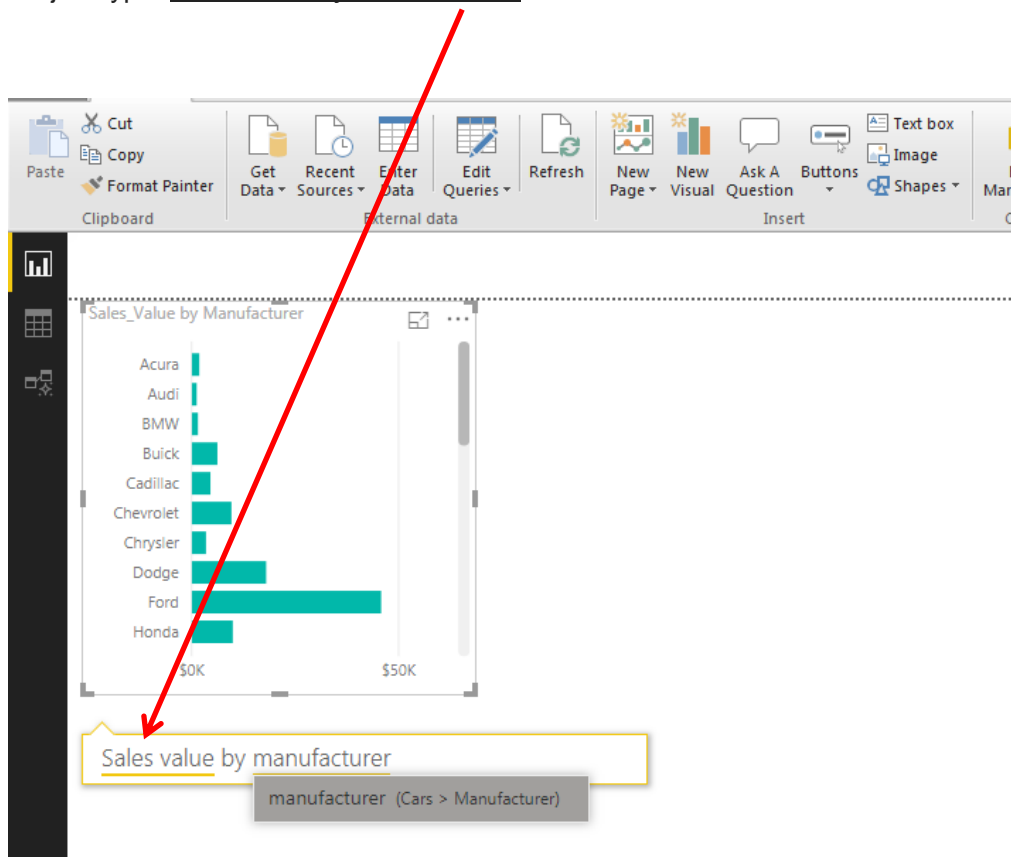 Cut
Copy
Format Painter
Paste
Clipboard
Get Data
Recent Sources
Enter Data
Edit Queries
External data
Refresh
New Page
New Visual
Ask A Question
Buttons
Text box
Image
Shapes
Insert
Sales_Value by Manufacturer
Acura
Audi
BMW
Buick
Cadillac
Chevrolet
Chrysler
Dodge
Ford
Honda
$0K $50K
Sales value by manufacturer
manufacturer (Cars > Manufacturer)